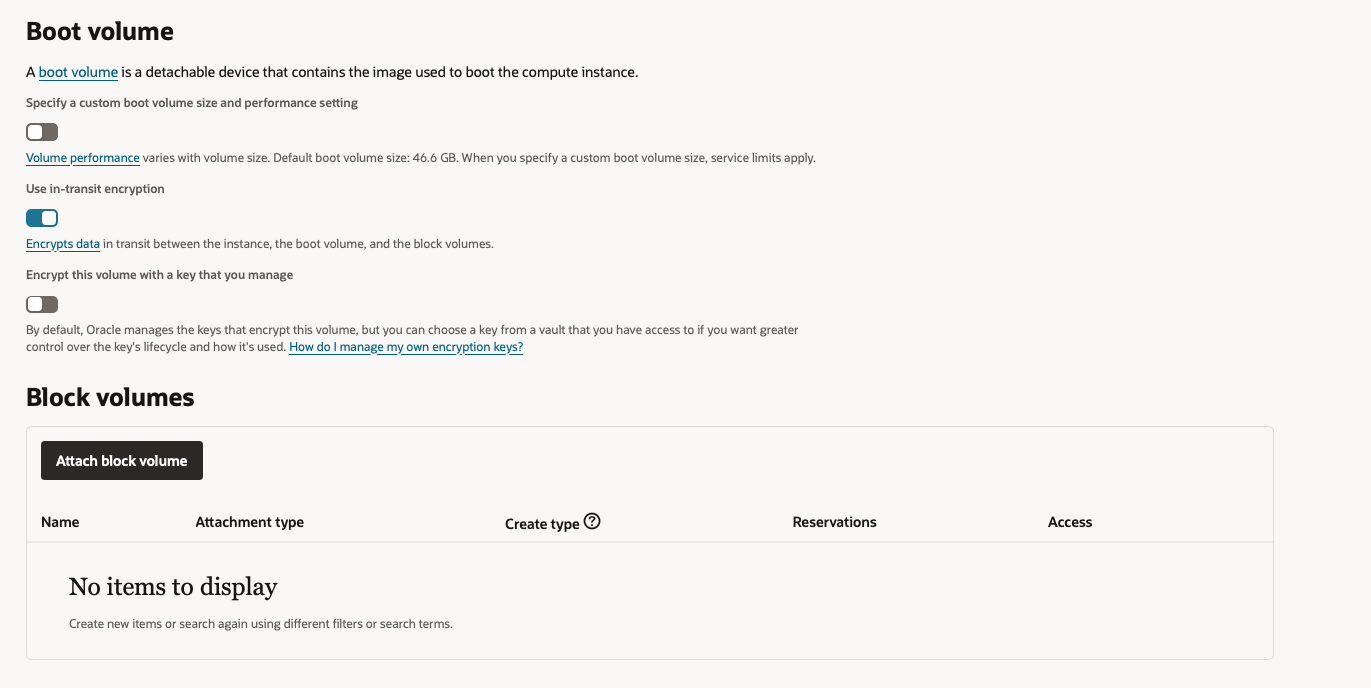 Boot volume
A boot volume is a detachable device that contains the image used to boot the compute instance.
Specify a custom boot volume size and performance setting
Volume performance varies with volume size. Default boot volume size: 46.6 GB. When you specify a custom boot volume size, service limits apply.
Use in-transit encryption
Encrypts data in transit between the instance, the boot volume, and the block volumes.
Encrypt this volume with a key that you manage
By default, Oracle manages the keys that encrypt this volume, but you can choose a key from a vault that you have access to if you want greater
control over the key's lifecycle and how it's used. How do I manage my own encryption keys?
Block volumes
Attach block volume
Name Attachment type Create type ? Reservations Access
No items to display
Create new items or search again using different filters or search terms.